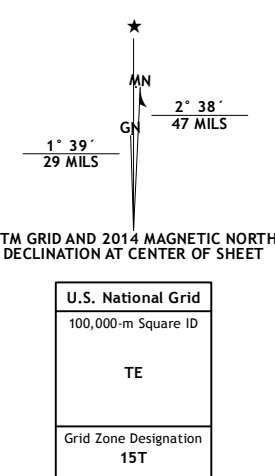 ★
MN
2° 38´
47 MILS
GN
1° 39´
29 MILS
TM GRID AND 2014 MAGNETIC NORTH
DECLINATION AT CENTER OF SHEET
U.S. National Grid
100,000-m Square ID
TE
Grid Zone Designation
15T